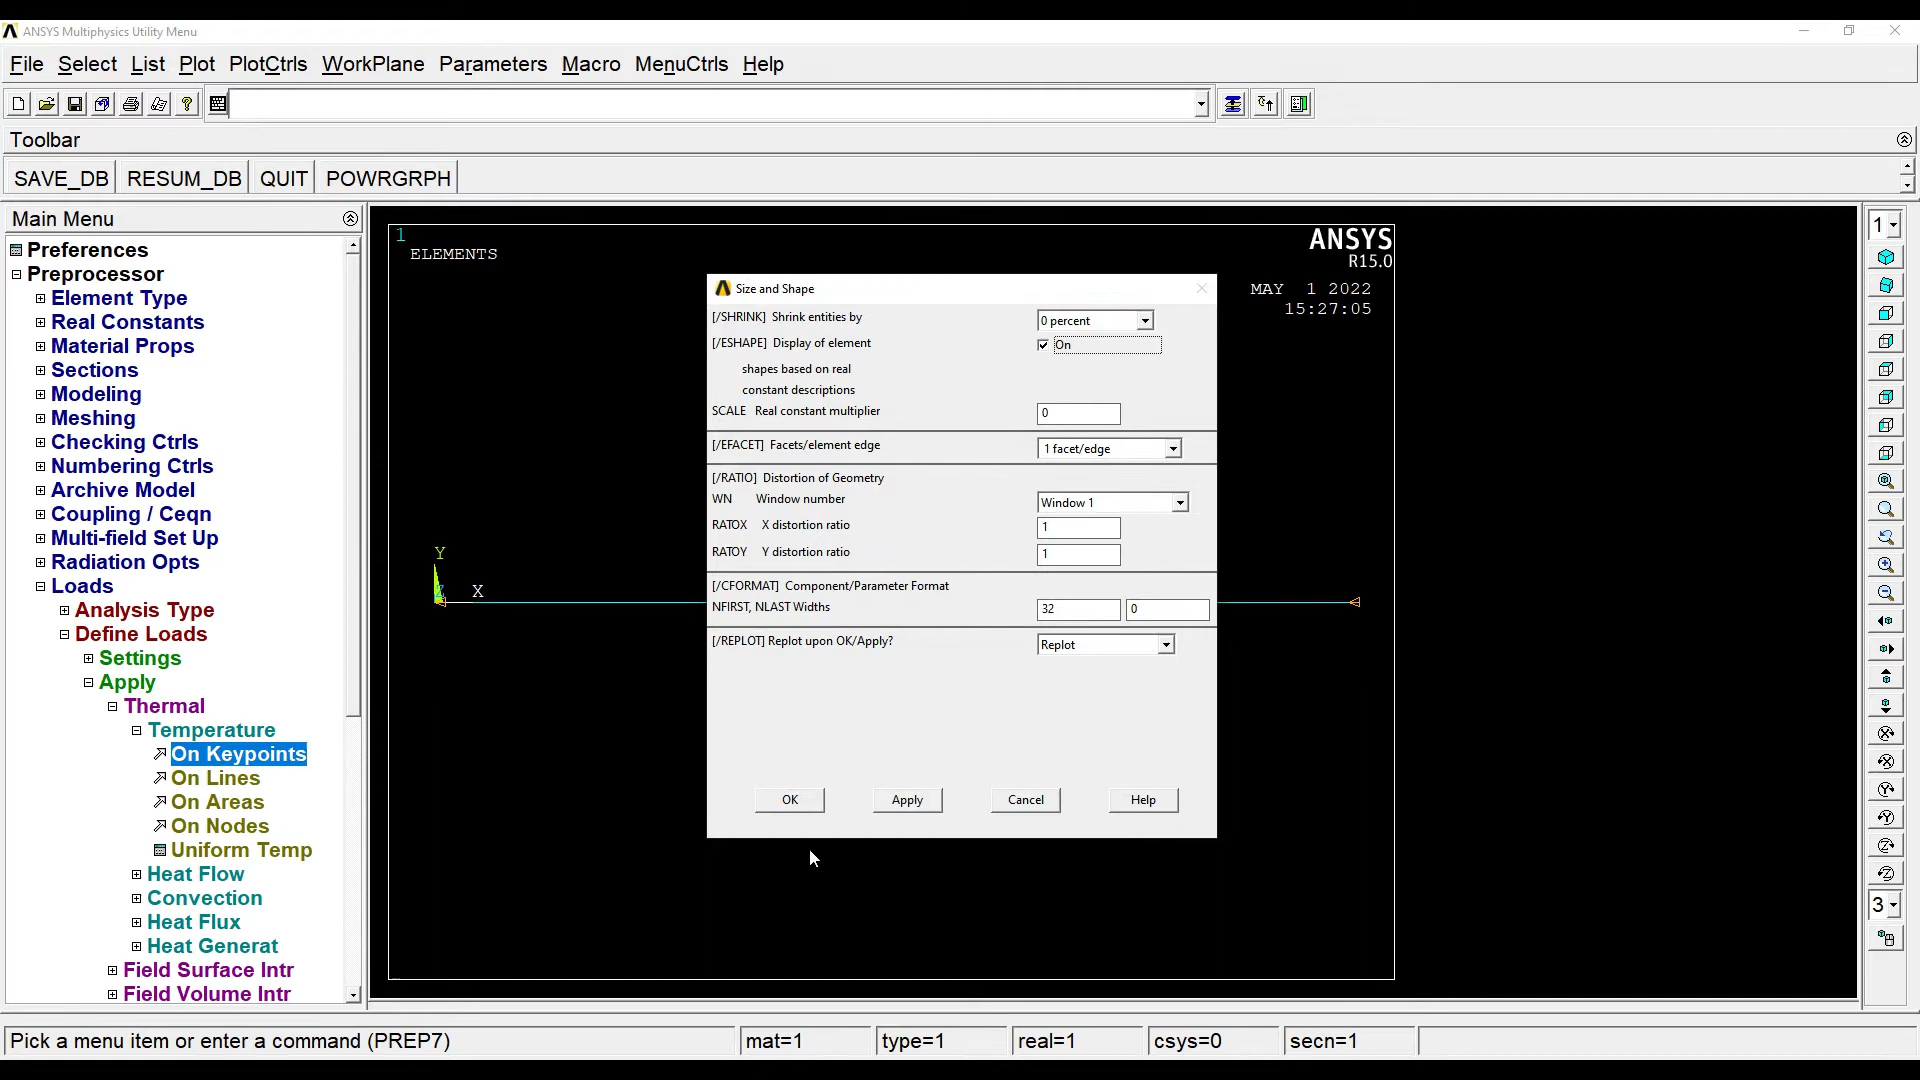 ANSYS Multiphysics Utility Menu
File Select List Plot PlotCtrls WorkPlane Parameters Macro MenuCtrls Help
Toolbar
SAVE_DB RESUM_DB QUIT POWRGRPH
Main Menu
Preferences
Preprocessor
Element Type
Real Constants
Material Props
Sections
Modeling
Meshing
Checking Ctrls
Numbering Ctrls
Archive Model
Coupling / Ceqn
Multi-field Set Up
Radiation Opts
Loads
Analysis Type
Define Loads
Settings
Apply
Thermal
Temperature
On Keypoints
On Lines
On Areas
On Nodes
Uniform Temp
Heat Flow
Convection
Heat Flux
Heat Generat
Field Surface Intr
Field Volume Intr
1
ELEMENTS
ANSYS
R15.0
MAY 1 2022
15:27:05
Y
Z
X
Size and Shape
[/SHRINK] Shrink entities by 0 percent
[/ESHAPE] Display of element On
shapes based on real
constant descriptions
SCALE Real constant multiplier 0
[/EFACET] Facets/element edge 1 facet/edge
[/RATIO] Distortion of Geometry
WN Window number Window 1
RATOX X distortion ratio 1
RATOY Y distortion ratio 1
[/CFORMAT] Component/Parameter Format
NFIRST, NLAST Widths 32 0
[/REPLOT] Replot upon OK/Apply? Replot
OK Apply Cancel Help
1
3
Pick a menu item or enter a command (PREP7) mat=1 type=1 real=1 csys=0 secn=1